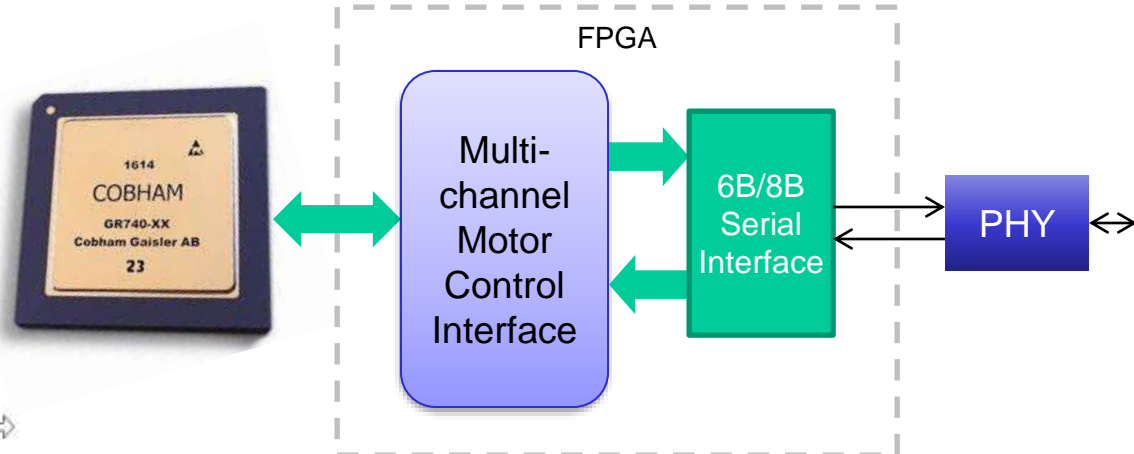 FPGA
1614
COBHAM
GR740-XX
Cobham Gaisler AB
23
Multi-
channel
Motor
Control
Interface
6B/8B
Serial
Interface
PHY